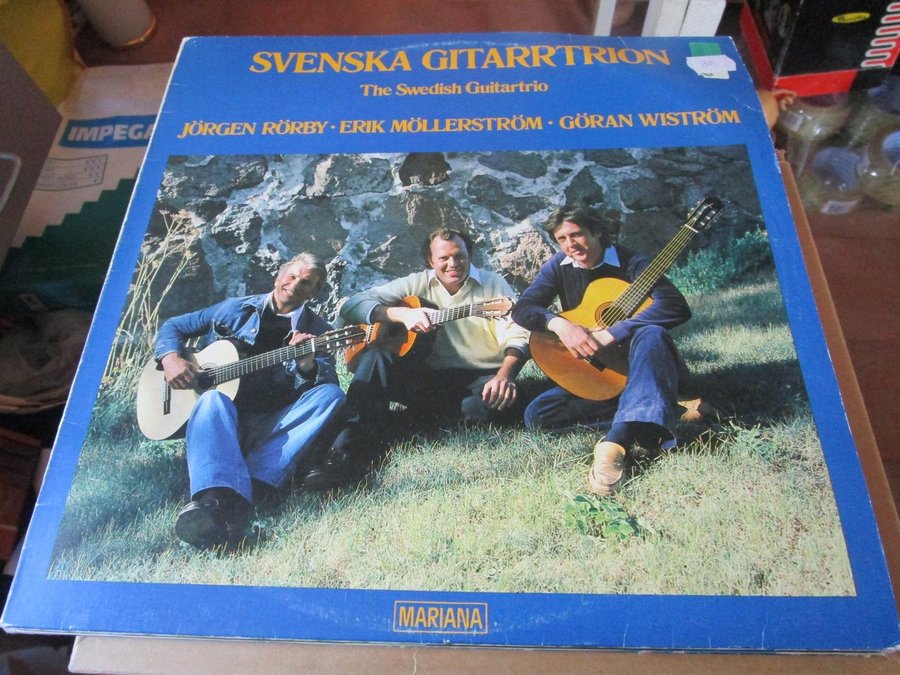 SVENSKA GITARRTRION
The Swedish Guitartrio
JÖRGEN RÖRBY · ERIK MÖLLERSTRÖM · GÖRAN WISTRÖM
MARIANA
IMPEGA